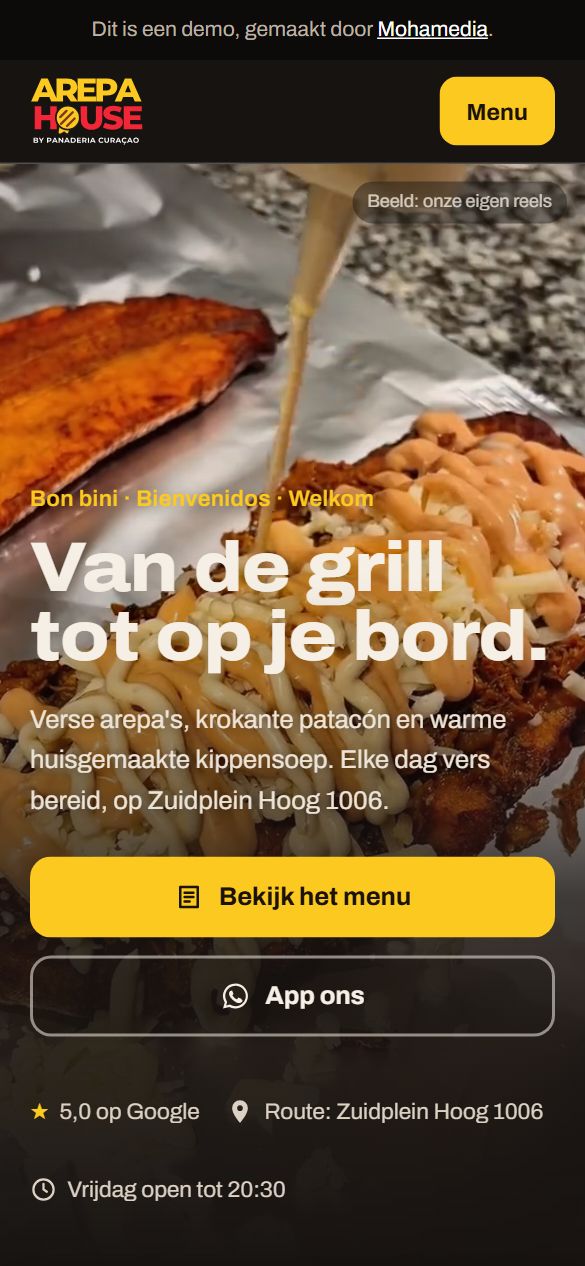 Dit is een demo, gemaakt door Mohamedia.
AREPA
HOUSE
BY PANADERIA CURAÇAO
Menu
Beeld: onze eigen reels
Bon bini · Bienvenidos · Welkom
Van de grill
tot op je bord.
Verse arepa's, krokante patacón en warme
huisgemaakte kippensoep. Elke dag vers
bereid, op Zuidplein Hoog 1006.
Bekijk het menu
App ons
5,0 op Google
Route: Zuidplein Hoog 1006
Vrijdag open tot 20:30